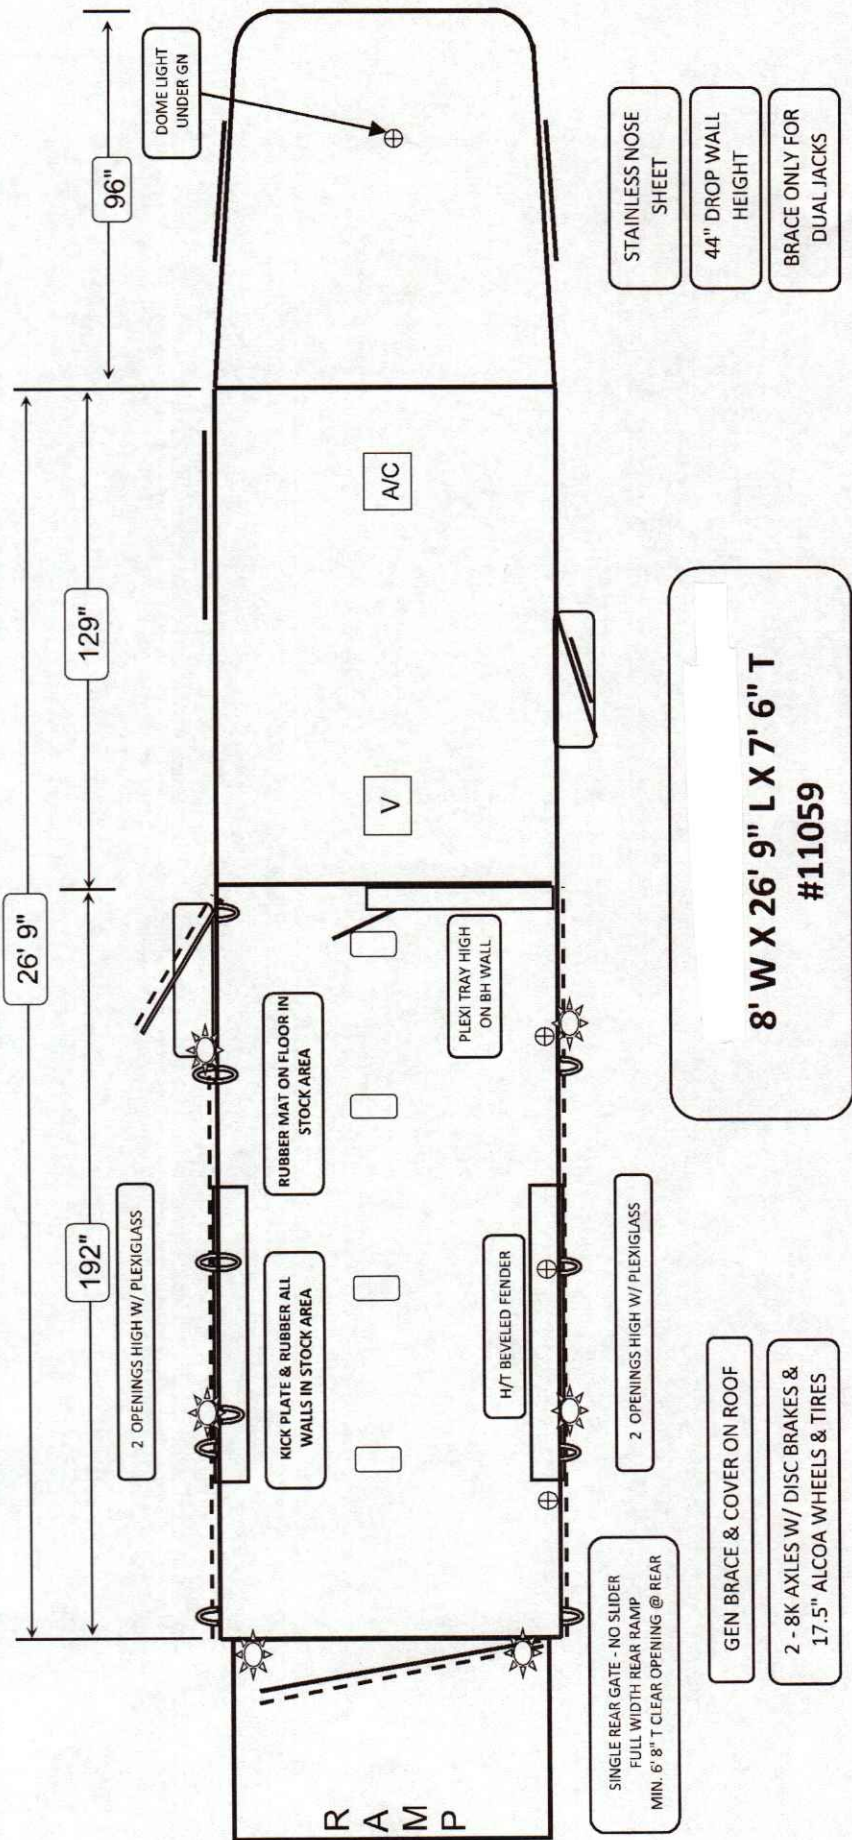 26' 9"
96"
129"
192"
DOME LIGHT
UNDER GN
2 OPENINGS HIGH W/ PLEXIGLASS
A/C
V
RUBBER MAT ON FLOOR IN
STOCK AREA
KICK PLATE & RUBBER ALL
WALLS IN STOCK AREA
PLEXI TRAY HIGH
ON BH WALL
H/T BEVELED FENDER
RAMP
2 OPENINGS HIGH W/ PLEXIGLASS
SINGLE REAR GATE - NO SLIDER
FULL WIDTH REAR RAMP
MIN. 6' 8" T CLEAR OPENING @ REAR
GEN BRACE & COVER ON ROOF
2 - 8K AXLES W/ DISC BRAKES &
17.5" ALCOA WHEELS & TIRES
8' W X 26' 9" L X 7' 6" T
#11059
STAINLESS NOSE
SHEET
44" DROP WALL
HEIGHT
BRACE ONLY FOR
DUAL JACKS